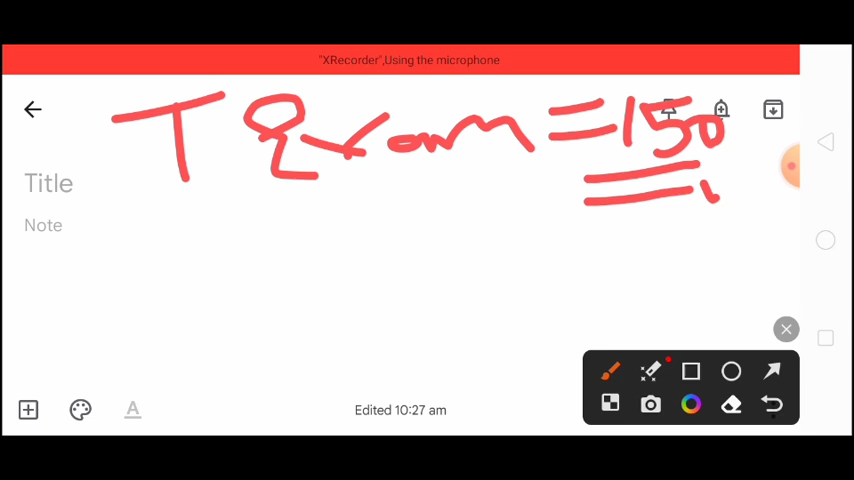 "XRecorder",Using the microphone
T = 150
Title
Note
A
Edited 10:27 am